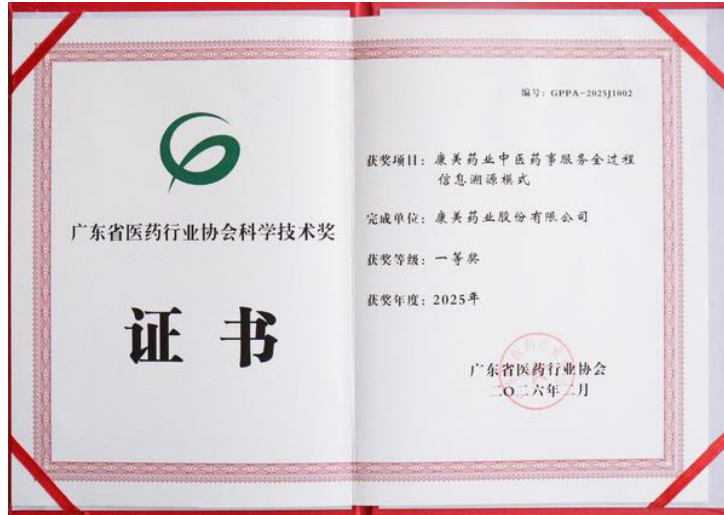 广东省医药行业协会科学技术奖
证书
编号：GPPA-2025J1002
获奖项目：康美药业中医药事服务全过程
信息溯源模式
完成单位：康美药业股份有限公司
获奖等级：一等奖
获奖年度：2025年
广东省医药行业协会
二〇二六年二月